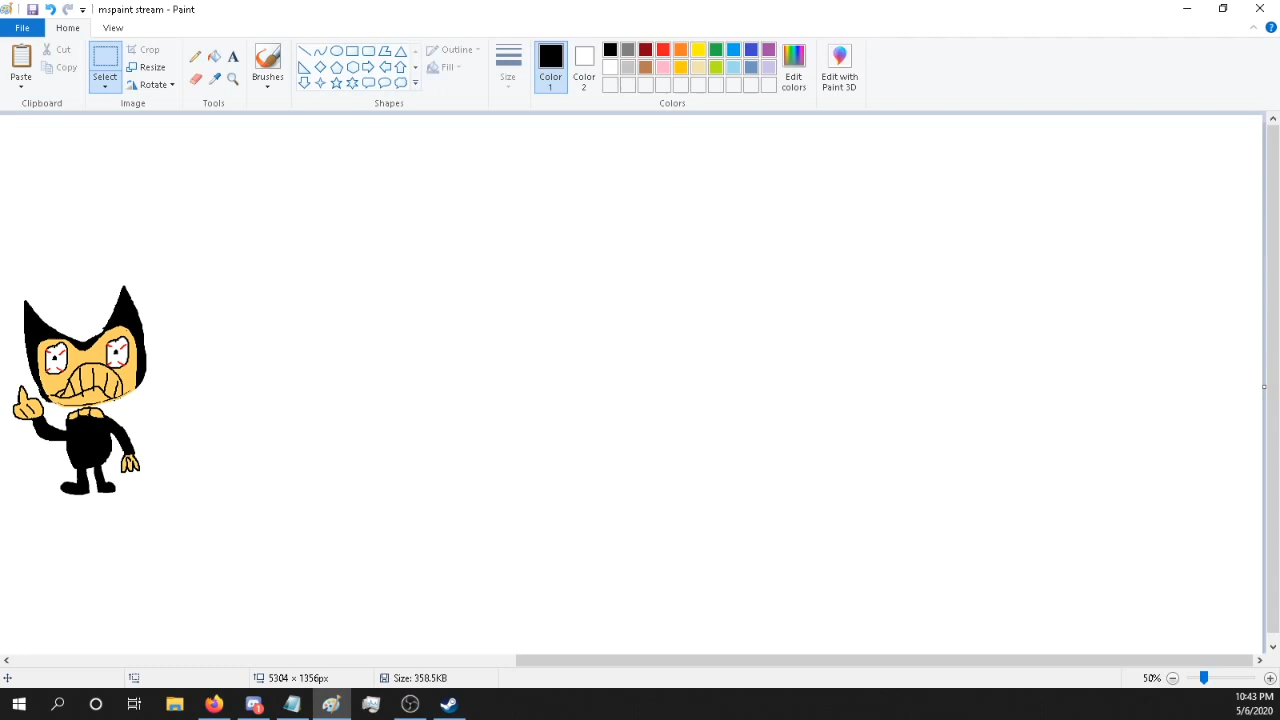 mspaint stream - Paint
File Home View
Paste Cut Copy Clipboard
Select Crop Resize Rotate Image
Tools
Brushes
Shapes Outline Fill
Size
Color 1 Color 2 Colors Edit colors
Edit with Paint 3D
5304 × 1356px Size: 358.5KB 50%
10:43 PM
5/6/2020